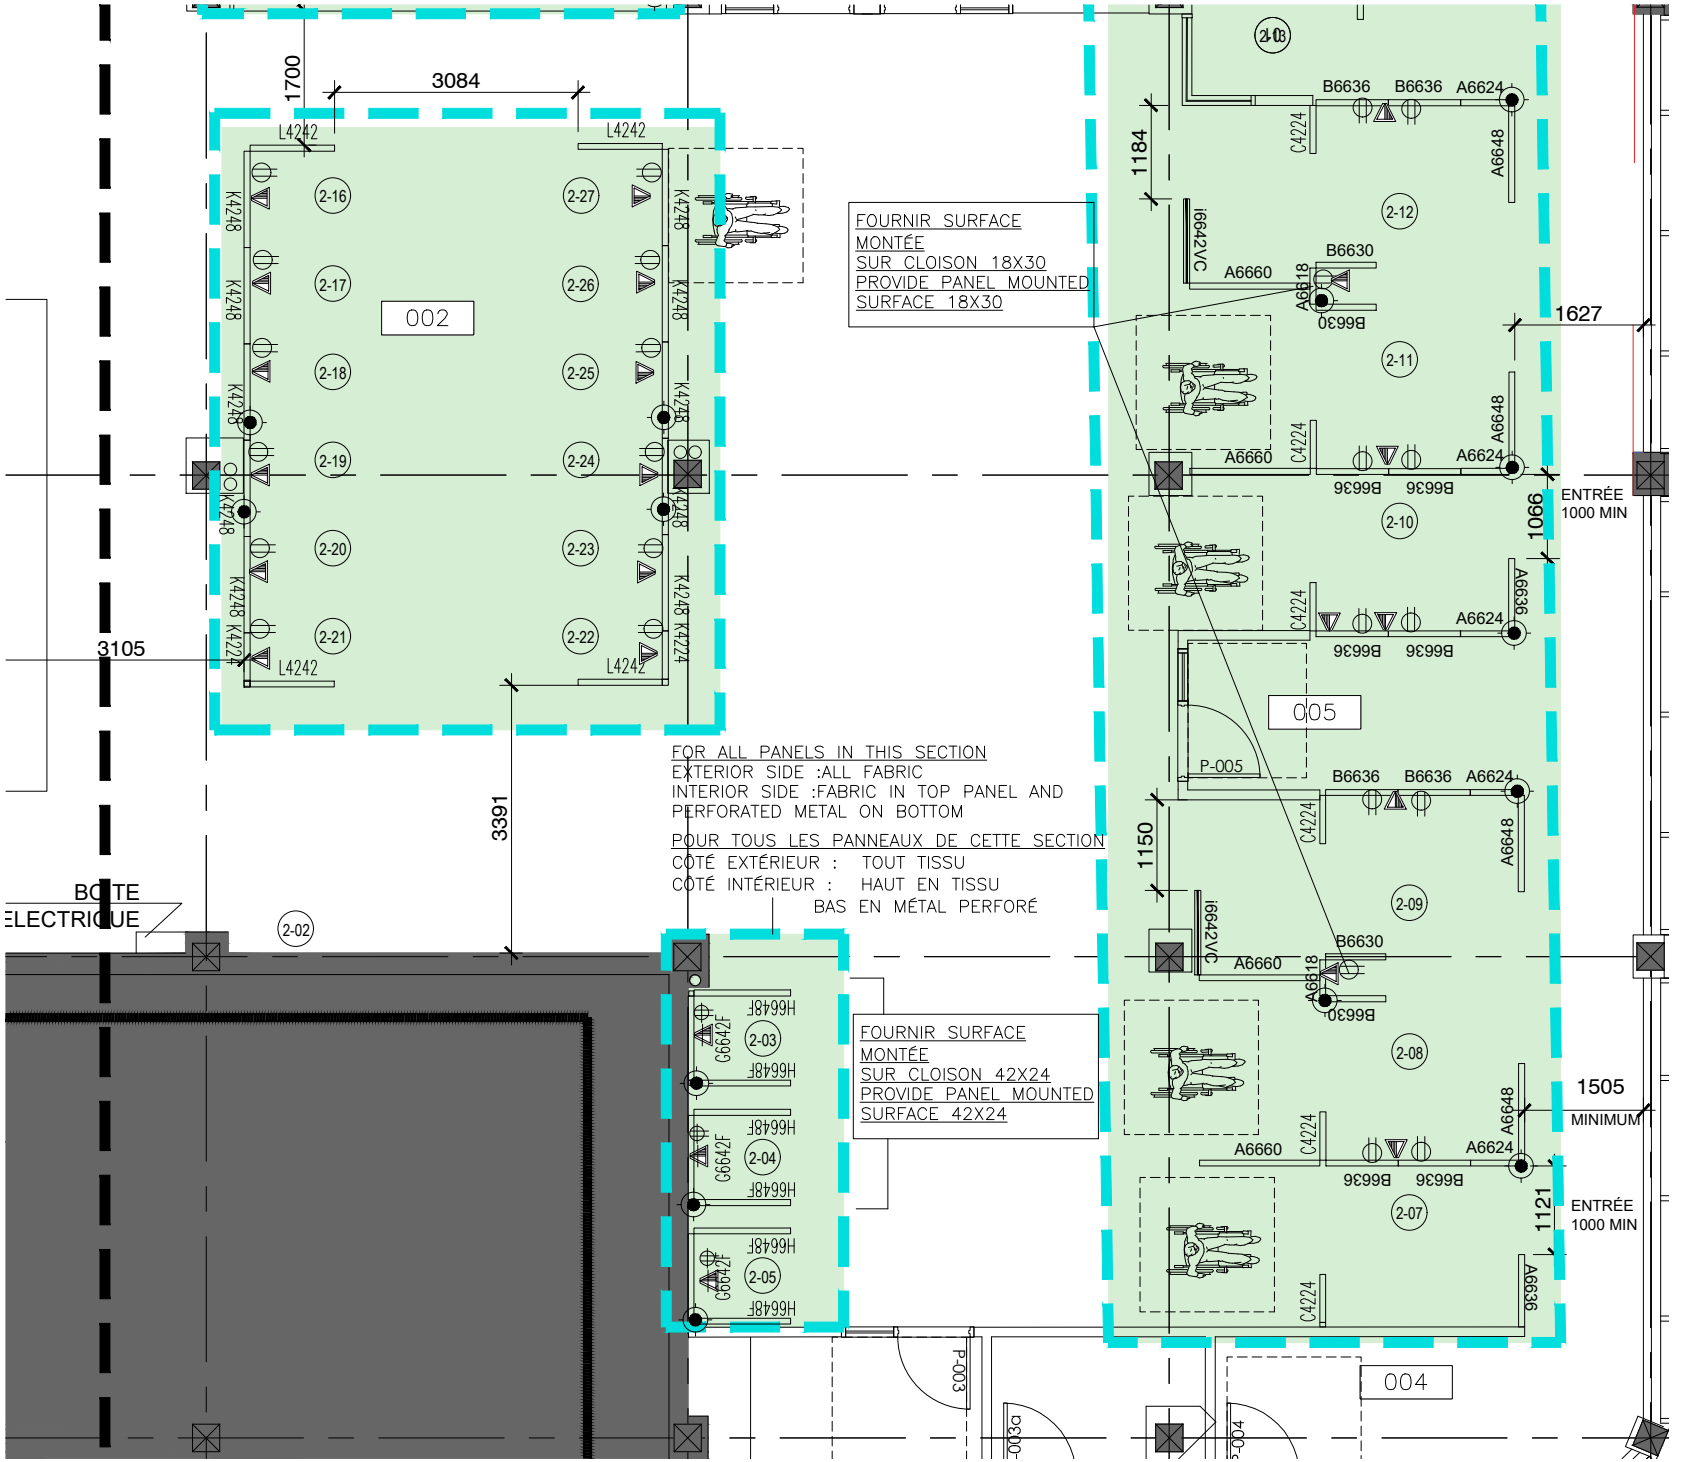 1700
3084
L4242
L4242
K4248
2-16
2-27
K4248
K4248
2-17
2-26
K4248
002
K4248
2-18
2-25
K4248
2-19
2-24
K4248
K4248
2-20
2-23
K4248
K4248
K4224
2-21
2-22
K4224
L4242
L4242
3105
3391
FOURNIR SURFACE
MONTÉE
SUR CLOISON 18X30
PROVIDE PANEL MOUNTED
SURFACE 18X30
B6636
B6636
A6624
C4224
A6648
1184
2-12
i6642VC
B6630
A6660
A6618
B6630
1627
2-11
A6648
C4224
A6660
A6624
B6636
B6636
2-10
1066
ENTRÉE
1000 MIN
C4224
A6636
A6624
B6636
B6636
005
P-005
FOR ALL PANELS IN THIS SECTION
EXTERIOR SIDE :ALL FABRIC
INTERIOR SIDE :FABRIC IN TOP PANEL AND
PERFORATED METAL ON BOTTOM
POUR TOUS LES PANNEAUX DE CETTE SECTION
CÔTÉ EXTÉRIEUR : TOUT TISSU
CÔTÉ INTÉRIEUR : HAUT EN TISSU
BAS EN MÉTAL PERFORÉ
B6636
B6636
A6624
C4224
A6648
1150
2-09
i6642VC
B6630
A6660
A6618
B6630
2-02
2-08
1505
MINIMUM
A6648
C4224
A6660
A6624
B6636
B6636
2-07
1121
ENTRÉE
1000 MIN
C4224
A6636
H6648F
G6642F
2-03
H6648F
H6648F
G6642F
2-04
H6648F
H6648F
G6642F
2-05
H6648F
FOURNIR SURFACE
MONTÉE
SUR CLOISON 42X24
PROVIDE PANEL MOUNTED
SURFACE 42X24
P-003
004